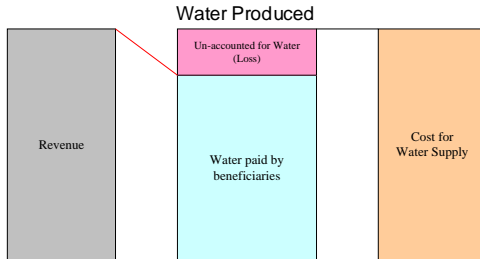 Water Produced
Un-accounted for Water
(Loss)
Revenue
Water paid by
beneficiaries
Cost for
Water Supply